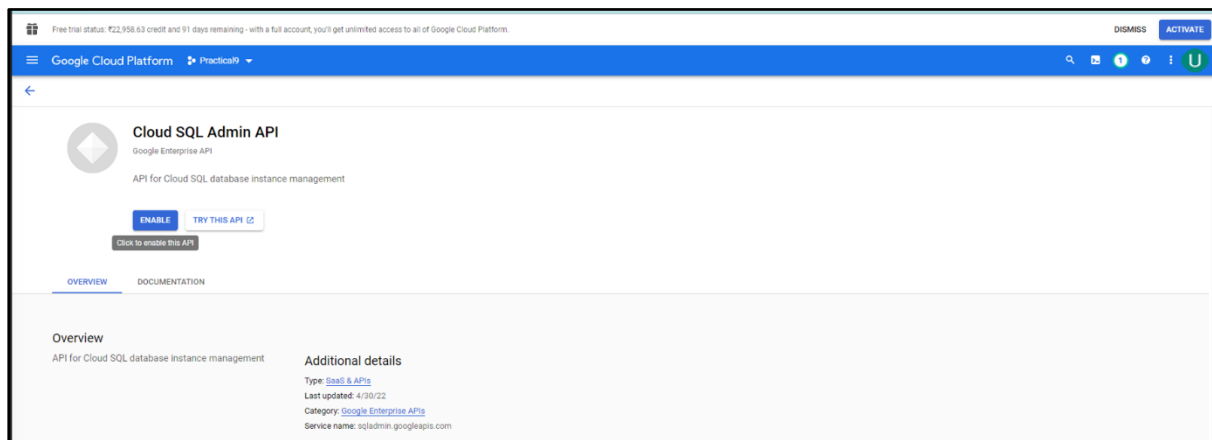 Free trial status: ₹22,958.63 credit and 91 days remaining - with a full account, you'll get unlimited access to all of Google Cloud Platform.
DISMISS
ACTIVATE
Google Cloud Platform
Practical9
1
U
Cloud SQL Admin API
Google Enterprise API
API for Cloud SQL database instance management
ENABLE
TRY THIS API
Click to enable this API
OVERVIEW
DOCUMENTATION
Overview
API for Cloud SQL database instance management
Additional details
Type: SaaS & APIs
Last updated: 4/30/22
Category: Google Enterprise APIs
Service name: sqladmin.googleapis.com